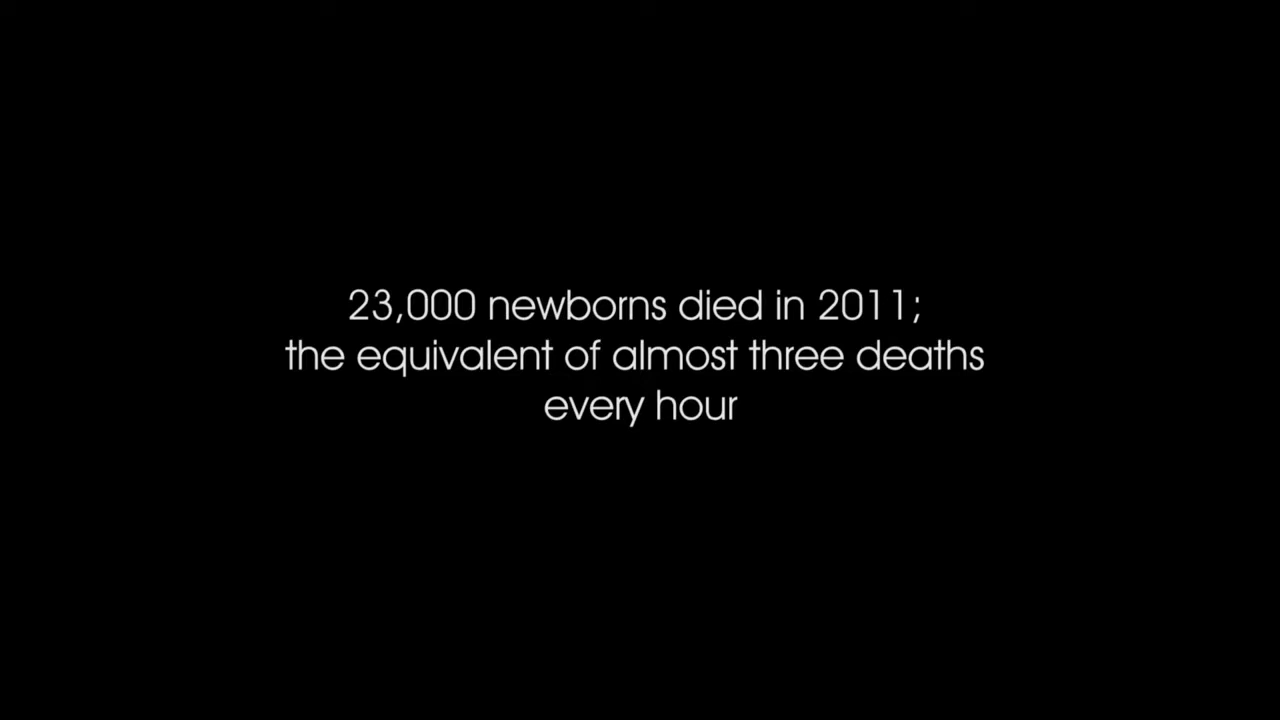 23,000 newborns died in 2011;
the equivalent of almost three deaths
every hour